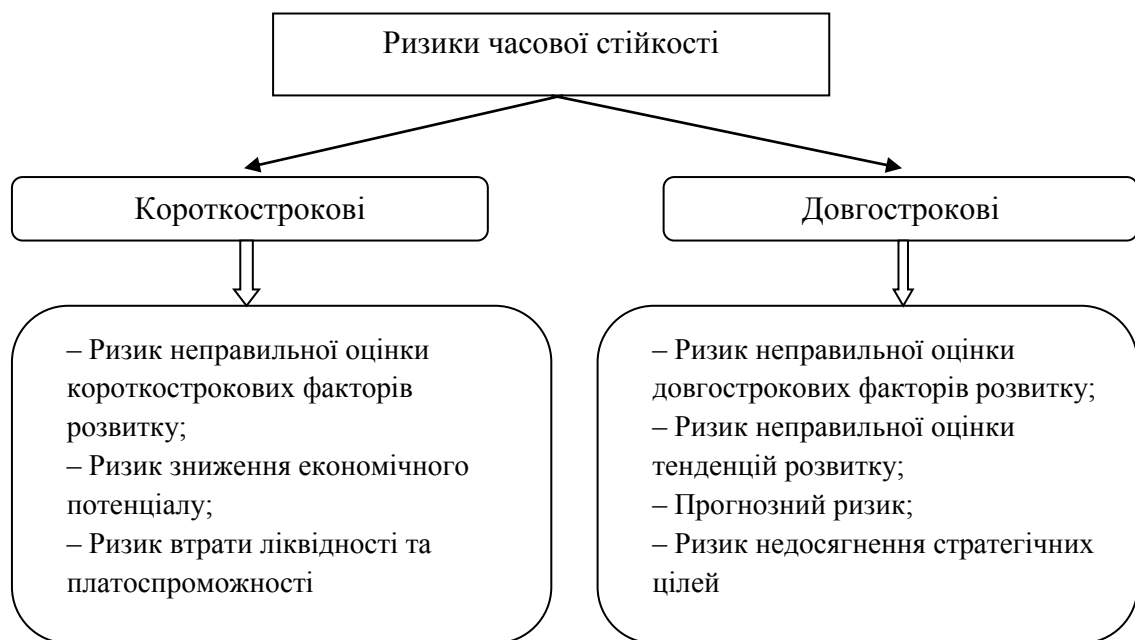 Ризики часової стійкості
Короткострокові
Довгострокові
– Ризик неправильної оцінки
короткострокових факторів
розвитку;
– Ризик зниження економічного
потенціалу;
– Ризик втрати ліквідності та
платоспроможності
– Ризик неправильної оцінки
довгострокових факторів розвитку;
– Ризик неправильної оцінки
тенденцій розвитку;
– Прогнозний ризик;
– Ризик недосягнення стратегічних
цілей